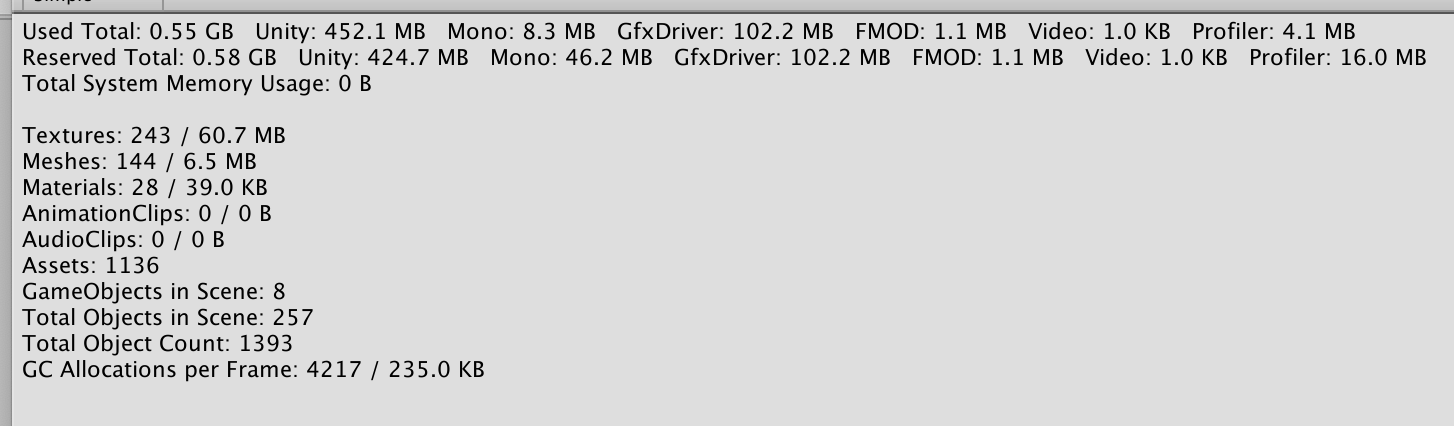 Used Total: 0.55 GB Unity: 452.1 MB Mono: 8.3 MB GfxDriver: 102.2 MB FMOD: 1.1 MB Video: 1.0 KB Profiler: 4.1 MB
Reserved Total: 0.58 GB Unity: 424.7 MB Mono: 46.2 MB GfxDriver: 102.2 MB FMOD: 1.1 MB Video: 1.0 KB Profiler: 16.0 MB
Total System Memory Usage: 0 B
Textures: 243 / 60.7 MB
Meshes: 144 / 6.5 MB
Materials: 28 / 39.0 KB
AnimationClips: 0 / 0 B
AudioClips: 0 / 0 B
Assets: 1136
GameObjects in Scene: 8
Total Objects in Scene: 257
Total Object Count: 1393
GC Allocations per Frame: 4217 / 235.0 KB